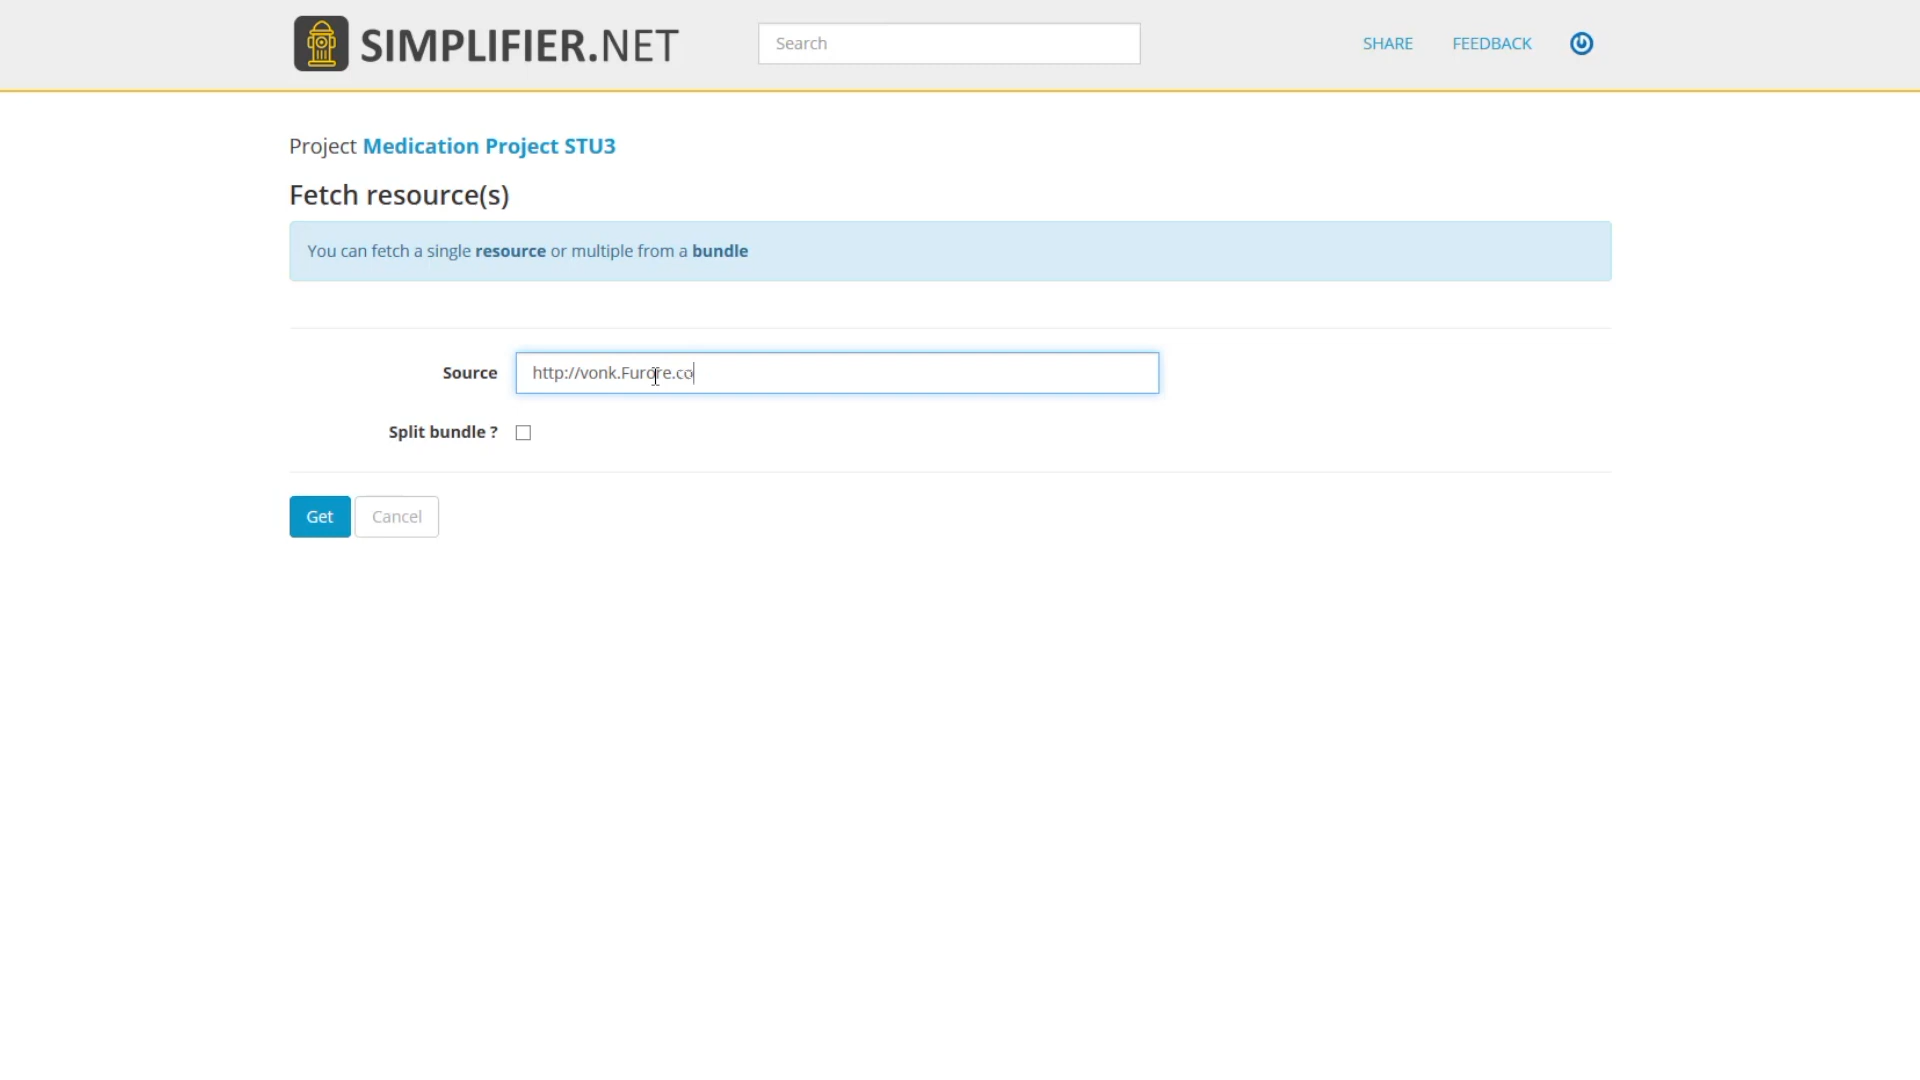 SIMPLIFIER.NET
Search
SHARE
FEEDBACK
Project Medication Project STU3
Fetch resource(s)
You can fetch a single resource or multiple from a bundle
Source
http://vonk.Furore.co
Split bundle ?
Get
Cancel